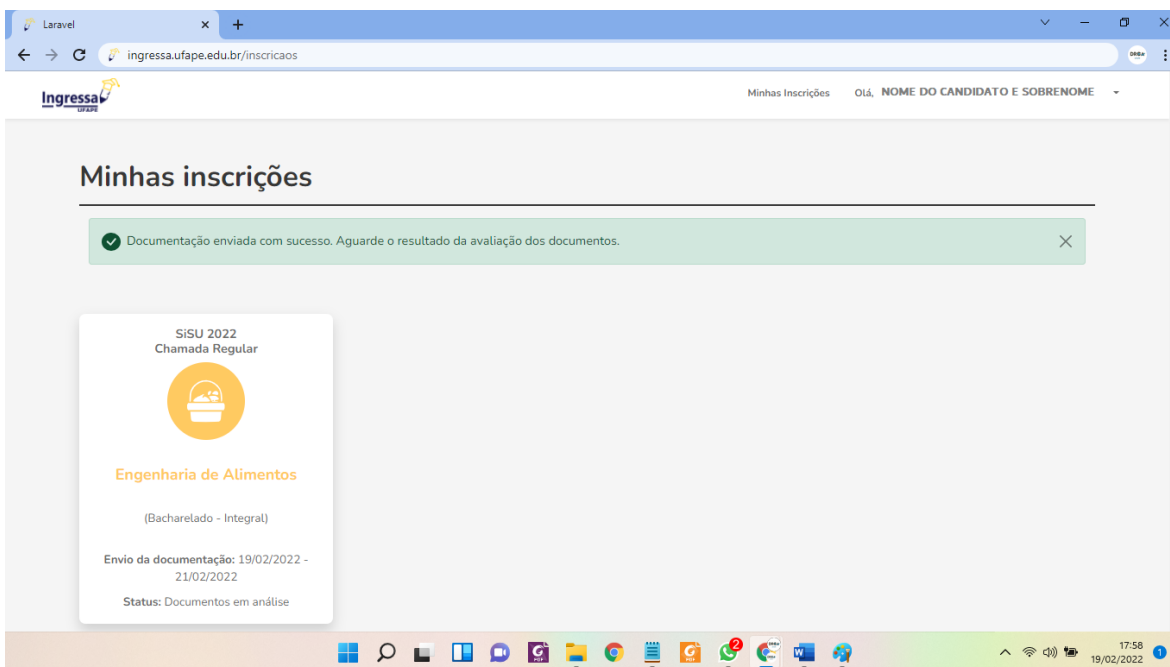 Laravel
ingressa.ufape.edu.br/inscricaos
Ingressa
UFAPE
Minhas Inscrições
Olá, NOME DO CANDIDATO E SOBRENOME
Minhas inscrições
Documentação enviada com sucesso. Aguarde o resultado da avaliação dos documentos.
SiSU 2022
Chamada Regular
Engenharia de Alimentos
(Bacharelado - Integral)
Envio da documentação: 19/02/2022 -
21/02/2022
Status: Documentos em análise
2
17:58
19/02/2022
1